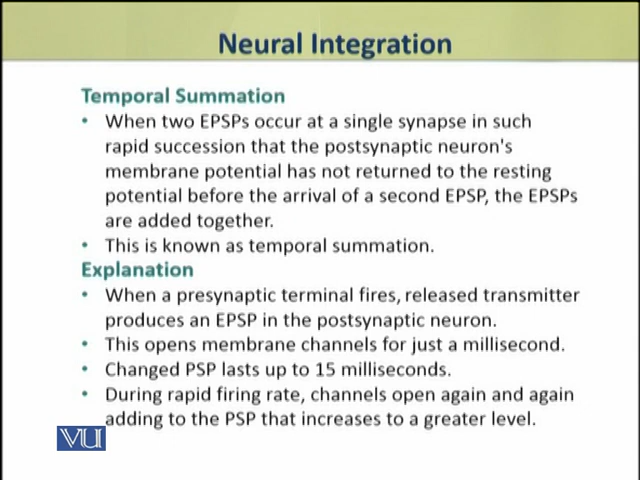 Neural Integration
Temporal Summation
• When two EPSPs occur at a single synapse in such
rapid succession that the postsynaptic neuron's
membrane potential has not returned to the resting
potential before the arrival of a second EPSP, the EPSPs
are added together.
• This is known as temporal summation.
Explanation
• When a presynaptic terminal fires, released transmitter
produces an EPSP in the postsynaptic neuron.
• This opens membrane channels for just a millisecond.
• Changed PSP lasts up to 15 milliseconds.
• During rapid firing rate, channels open again and again
adding to the PSP that increases to a greater level.
VU